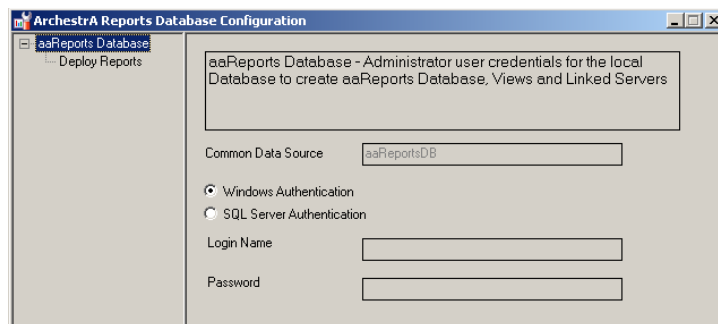 ArchestrA Reports Database Configuration
aaReports Database
Deploy Reports
aaReports Database - Administrator user credentials for the local
Database to create aaReports Database, Views and Linked Servers
Common Data Source
aaReportsDB
Windows Authentication
SQL Server Authentication
Login Name
Password